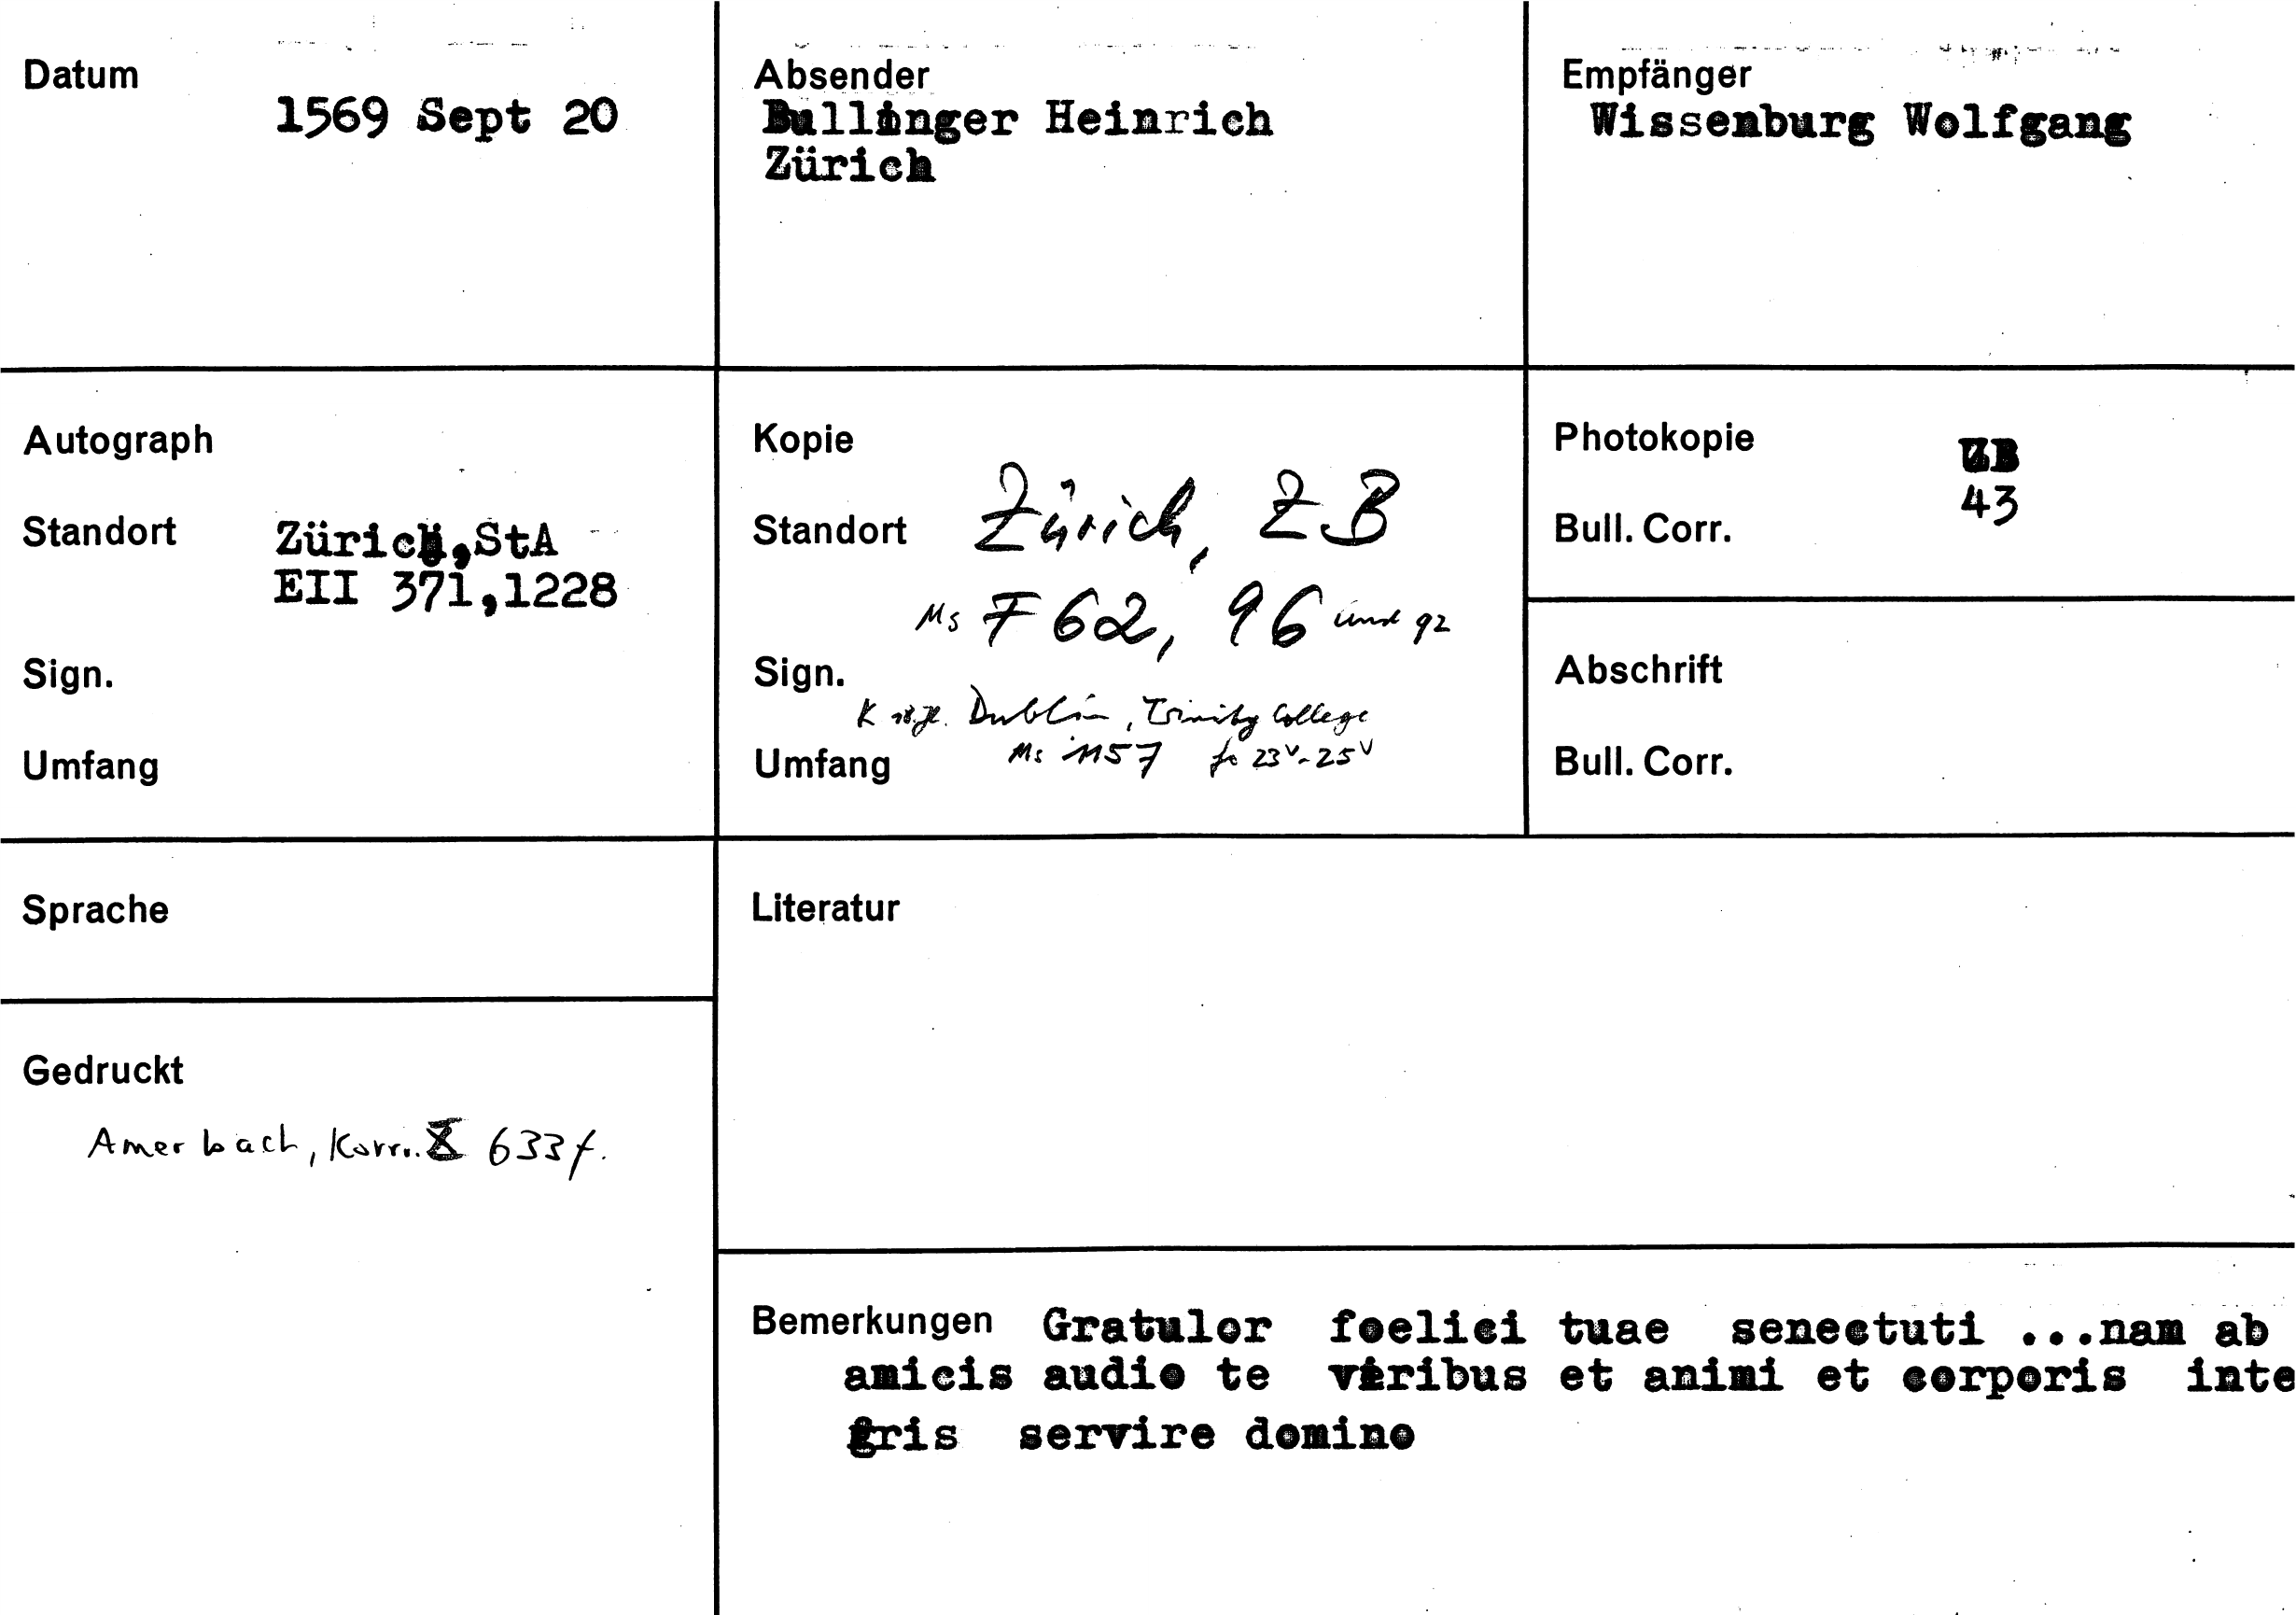 Datum
1569 Sept 20
Absender
Bullinger Heinrich
Zürich
Empfänger
Wissenburg Wolfgang
Autograph
Standort
Zürich,StA
EII 371,1228
Sign.
Umfang
Kopie
Standort
Zürich, ZB
Ms F 62, 96 und 92
Sign.
K 18. Jh. Dublin, Trinity College
Umfang
Ms 1157 fo 23v-25v
Photokopie
ZB
43
Bull. Corr.
Abschrift
Bull. Corr.
Sprache
Literatur
Gedruckt
Amerbach, Korr. X 633f.
Bemerkungen Gratulor foelici tuae senectuti ...nam ab
amicis audio te viribus et animi et corporis inte
gris servire domino